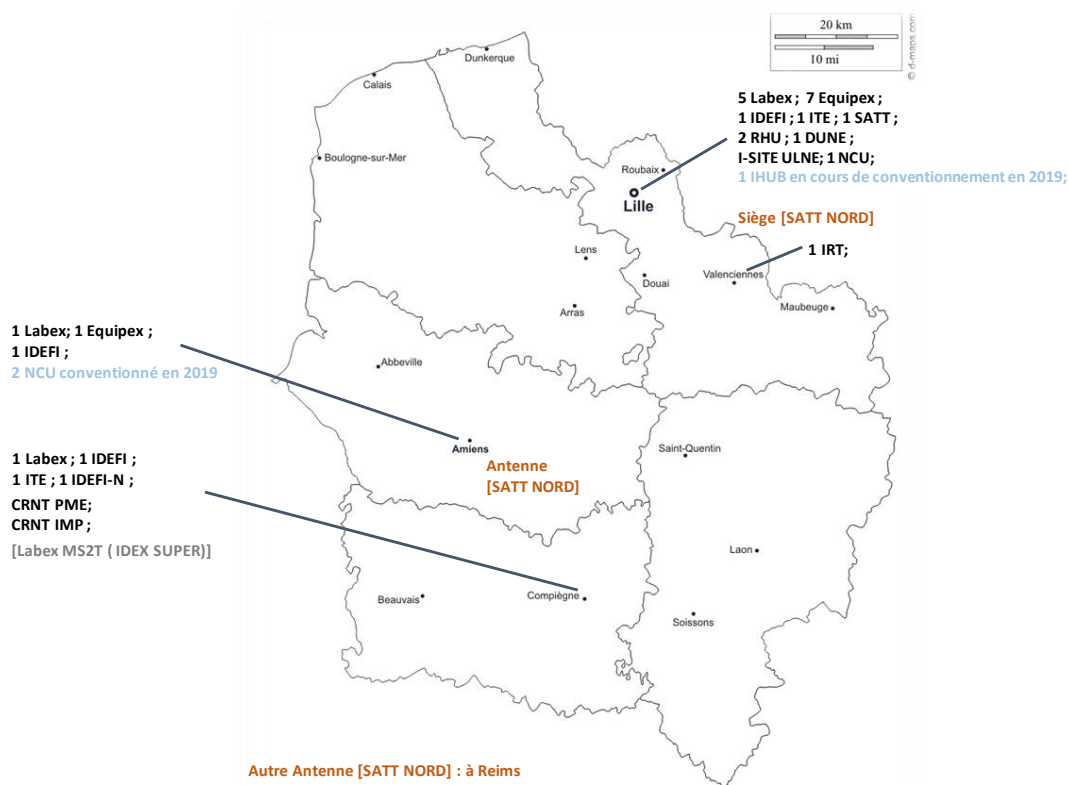 20 km
10 mi
© d-maps.com
Dunkerque
Calais
Boulogne-sur-Mer
Roubaix
Lille
5 Labex ; 7 Equipex ;
1 IDEFI ; 1 ITE ; 1 SATT ;
2 RHU ; 1 DUNE ;
I-SITE ULNE; 1 NCU;
1 IHUB en cours de conventionnement en 2019;
Siège [SATT NORD]
1 IRT;
Lens
Douai
Valenciennes
Arras
Maubeuge
1 Labex; 1 Equipex ;
1 IDEFI ;
2 NCU conventionné en 2019
Abbeville
Amiens
Antenne
[SATT NORD]
Saint-Quentin
1 Labex ; 1 IDEFI ;
1 ITE ; 1 IDEFI-N ;
CRNT PME;
CRNT IMP ;
[Labex MS2T ( IDEX SUPER)]
Laon
Beauvais
Compiègne
Soissons
Autre Antenne [SATT NORD] : à Reims